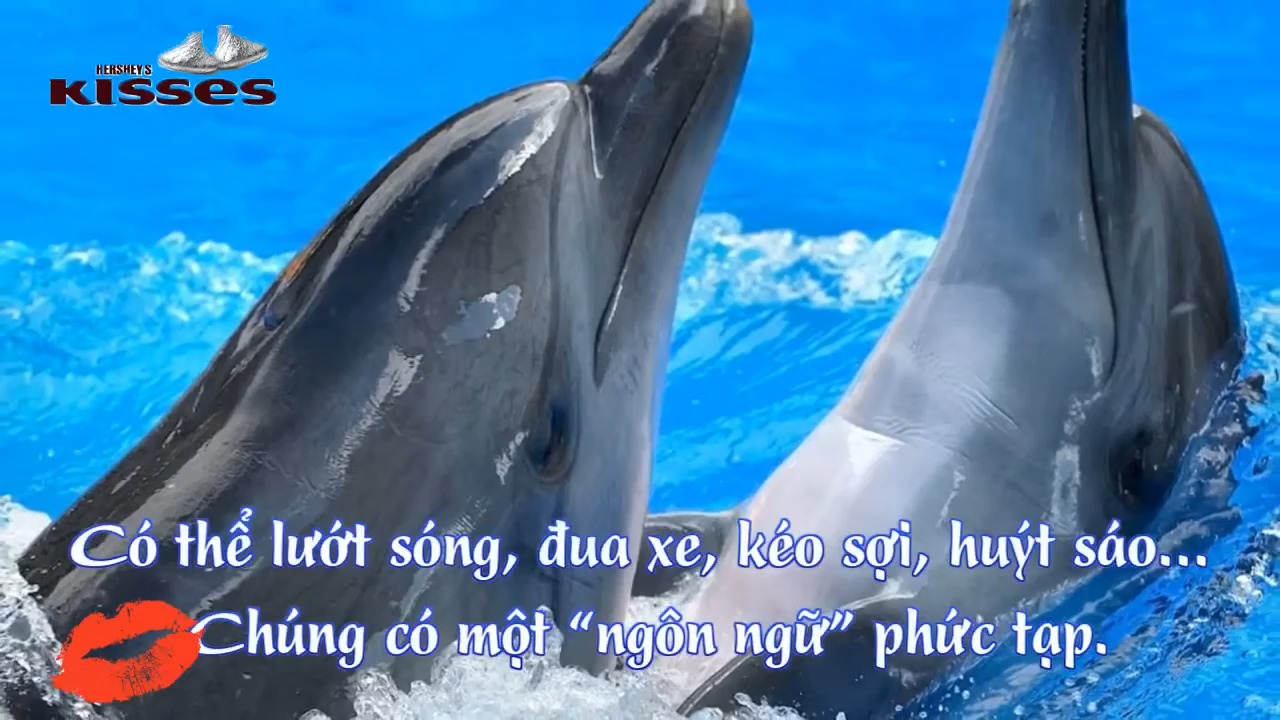 HERSHEY'S
KISSES
Có thể lướt sóng, đua xe, kéo sợi, huýt sáo...
Chúng có một “ngôn ngữ” phức tạp.